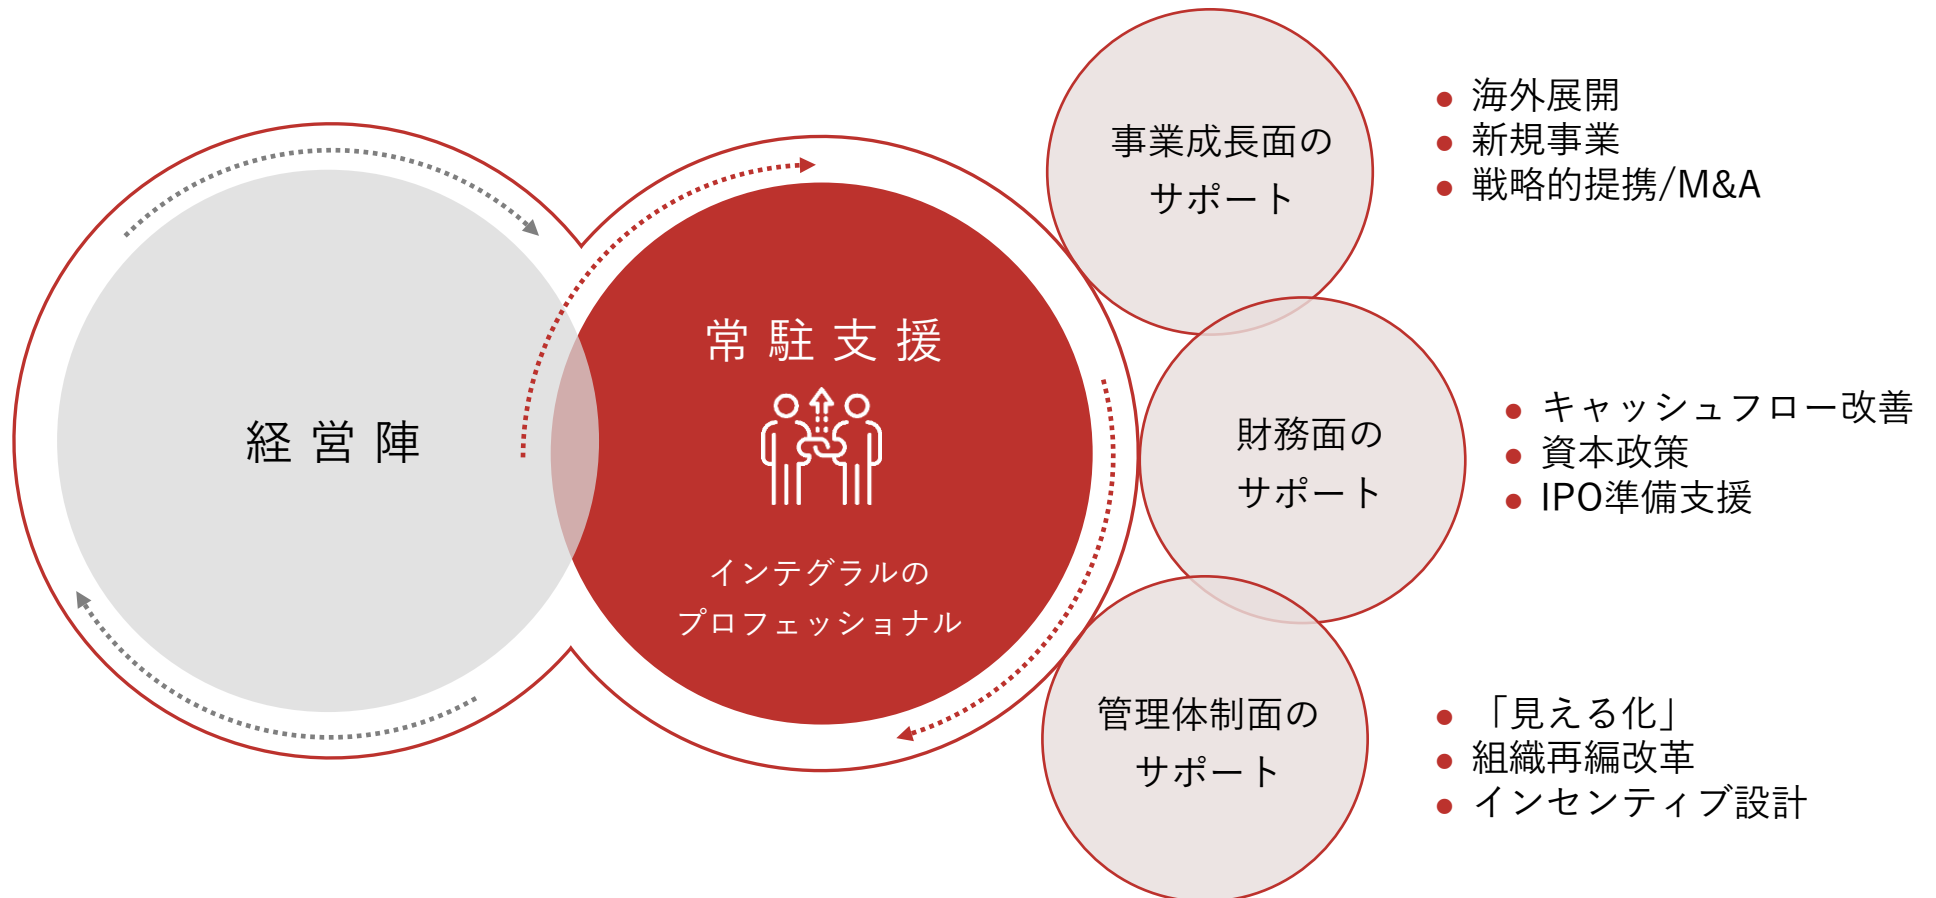 経営陣
常駐支援
インテグラルの
プロフェッショナル
事業成長面の
サポート
海外展開
新規事業
戦略的提携/M&A
財務面の
サポート
キャッシュフロー改善
資本政策
IPO準備支援
管理体制面の
サポート
「見える化」
組織再編改革
インセンティブ設計